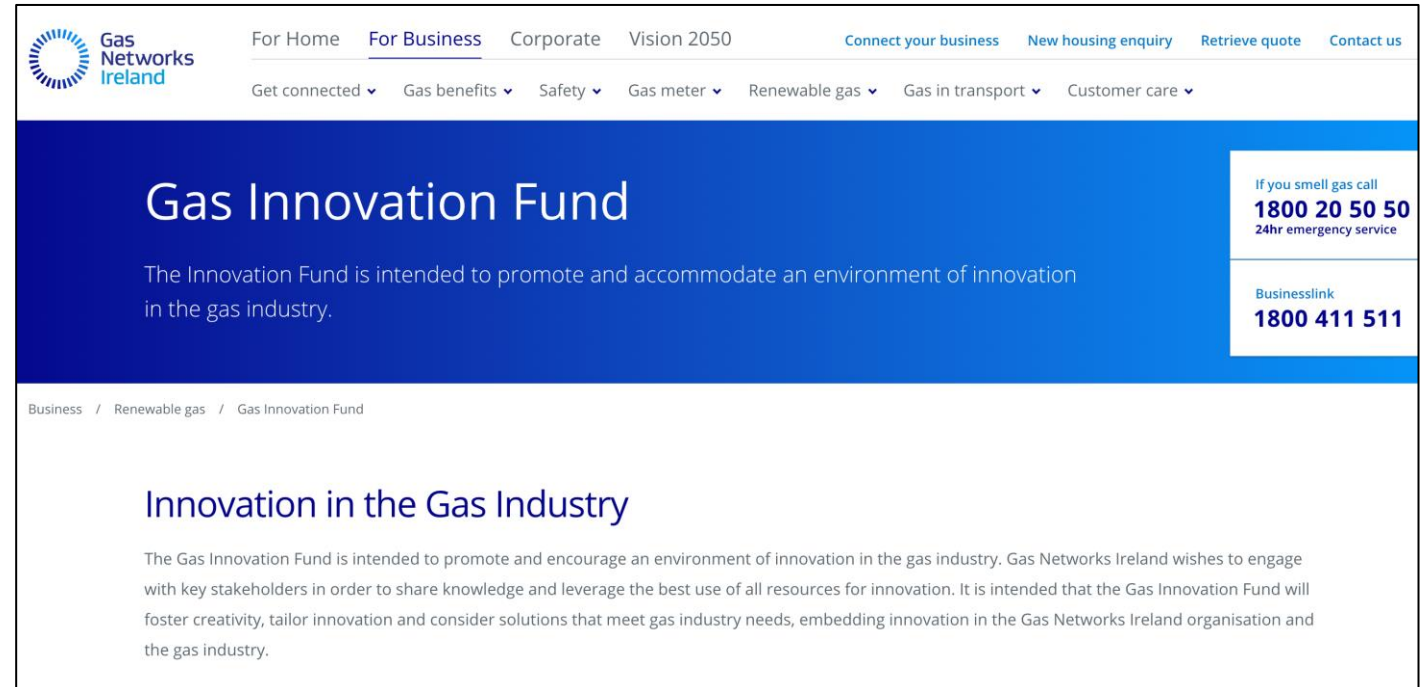 Gas
Networks
Ireland
For Home For Business Corporate Vision 2050
Connect your business New housing enquiry Retrieve quote Contact us
Get connected Gas benefits Safety Gas meter Renewable gas Gas in transport Customer care
Gas Innovation Fund
The Innovation Fund is intended to promote and accommodate an environment of innovation
in the gas industry.
If you smell gas call
1800 20 50 50
24hr emergency service
Businesslink
1800 411 511
Business / Renewable gas / Gas Innovation Fund
Innovation in the Gas Industry
The Gas Innovation Fund is intended to promote and encourage an environment of innovation in the gas industry. Gas Networks Ireland wishes to engage
with key stakeholders in order to share knowledge and leverage the best use of all resources for innovation. It is intended that the Gas Innovation Fund will
foster creativity, tailor innovation and consider solutions that meet gas industry needs, embedding innovation in the Gas Networks Ireland organisation and
the gas industry.